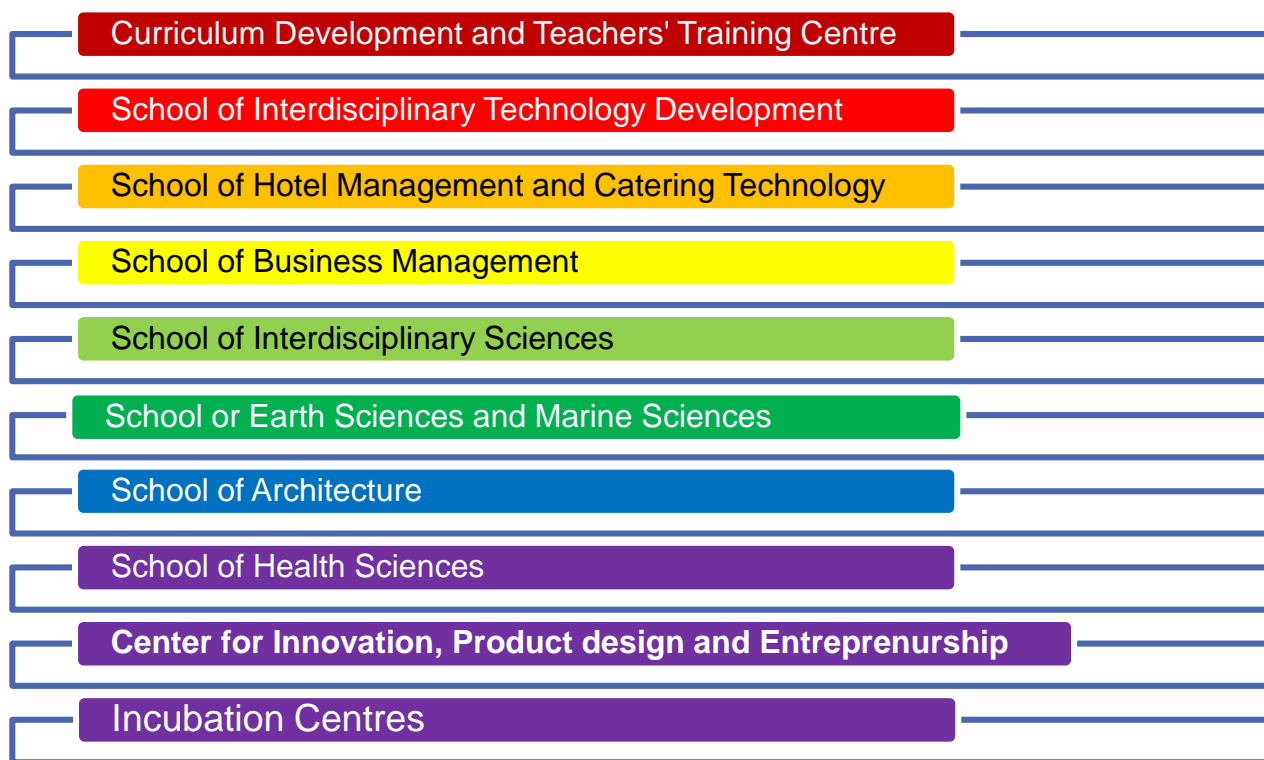 Curriculum Development and Teachers' Training Centre
School of Interdisciplinary Technology Development
School of Hotel Management and Catering Technology
School of Business Management
School of Interdisciplinary Sciences
School or Earth Sciences and Marine Sciences
School of Architecture
School of Health Sciences
Center for Innovation, Product design and Entreprenurship
Incubation Centres